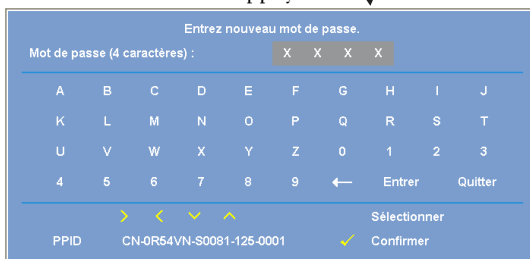 Entrez nouveau mot de passe.
Mot de passe (4 caractères) : X X X X
A B C D E F G H I J
K L M N O P Q R S T
U V W X Y Z 0 1 2 3
4 5 6 7 8 9 ← Entrer Quitter
> < ∨ ∧ Sélectionner
PPID CN-0R54VN-S0081-125-0001 ✓ Confirmer